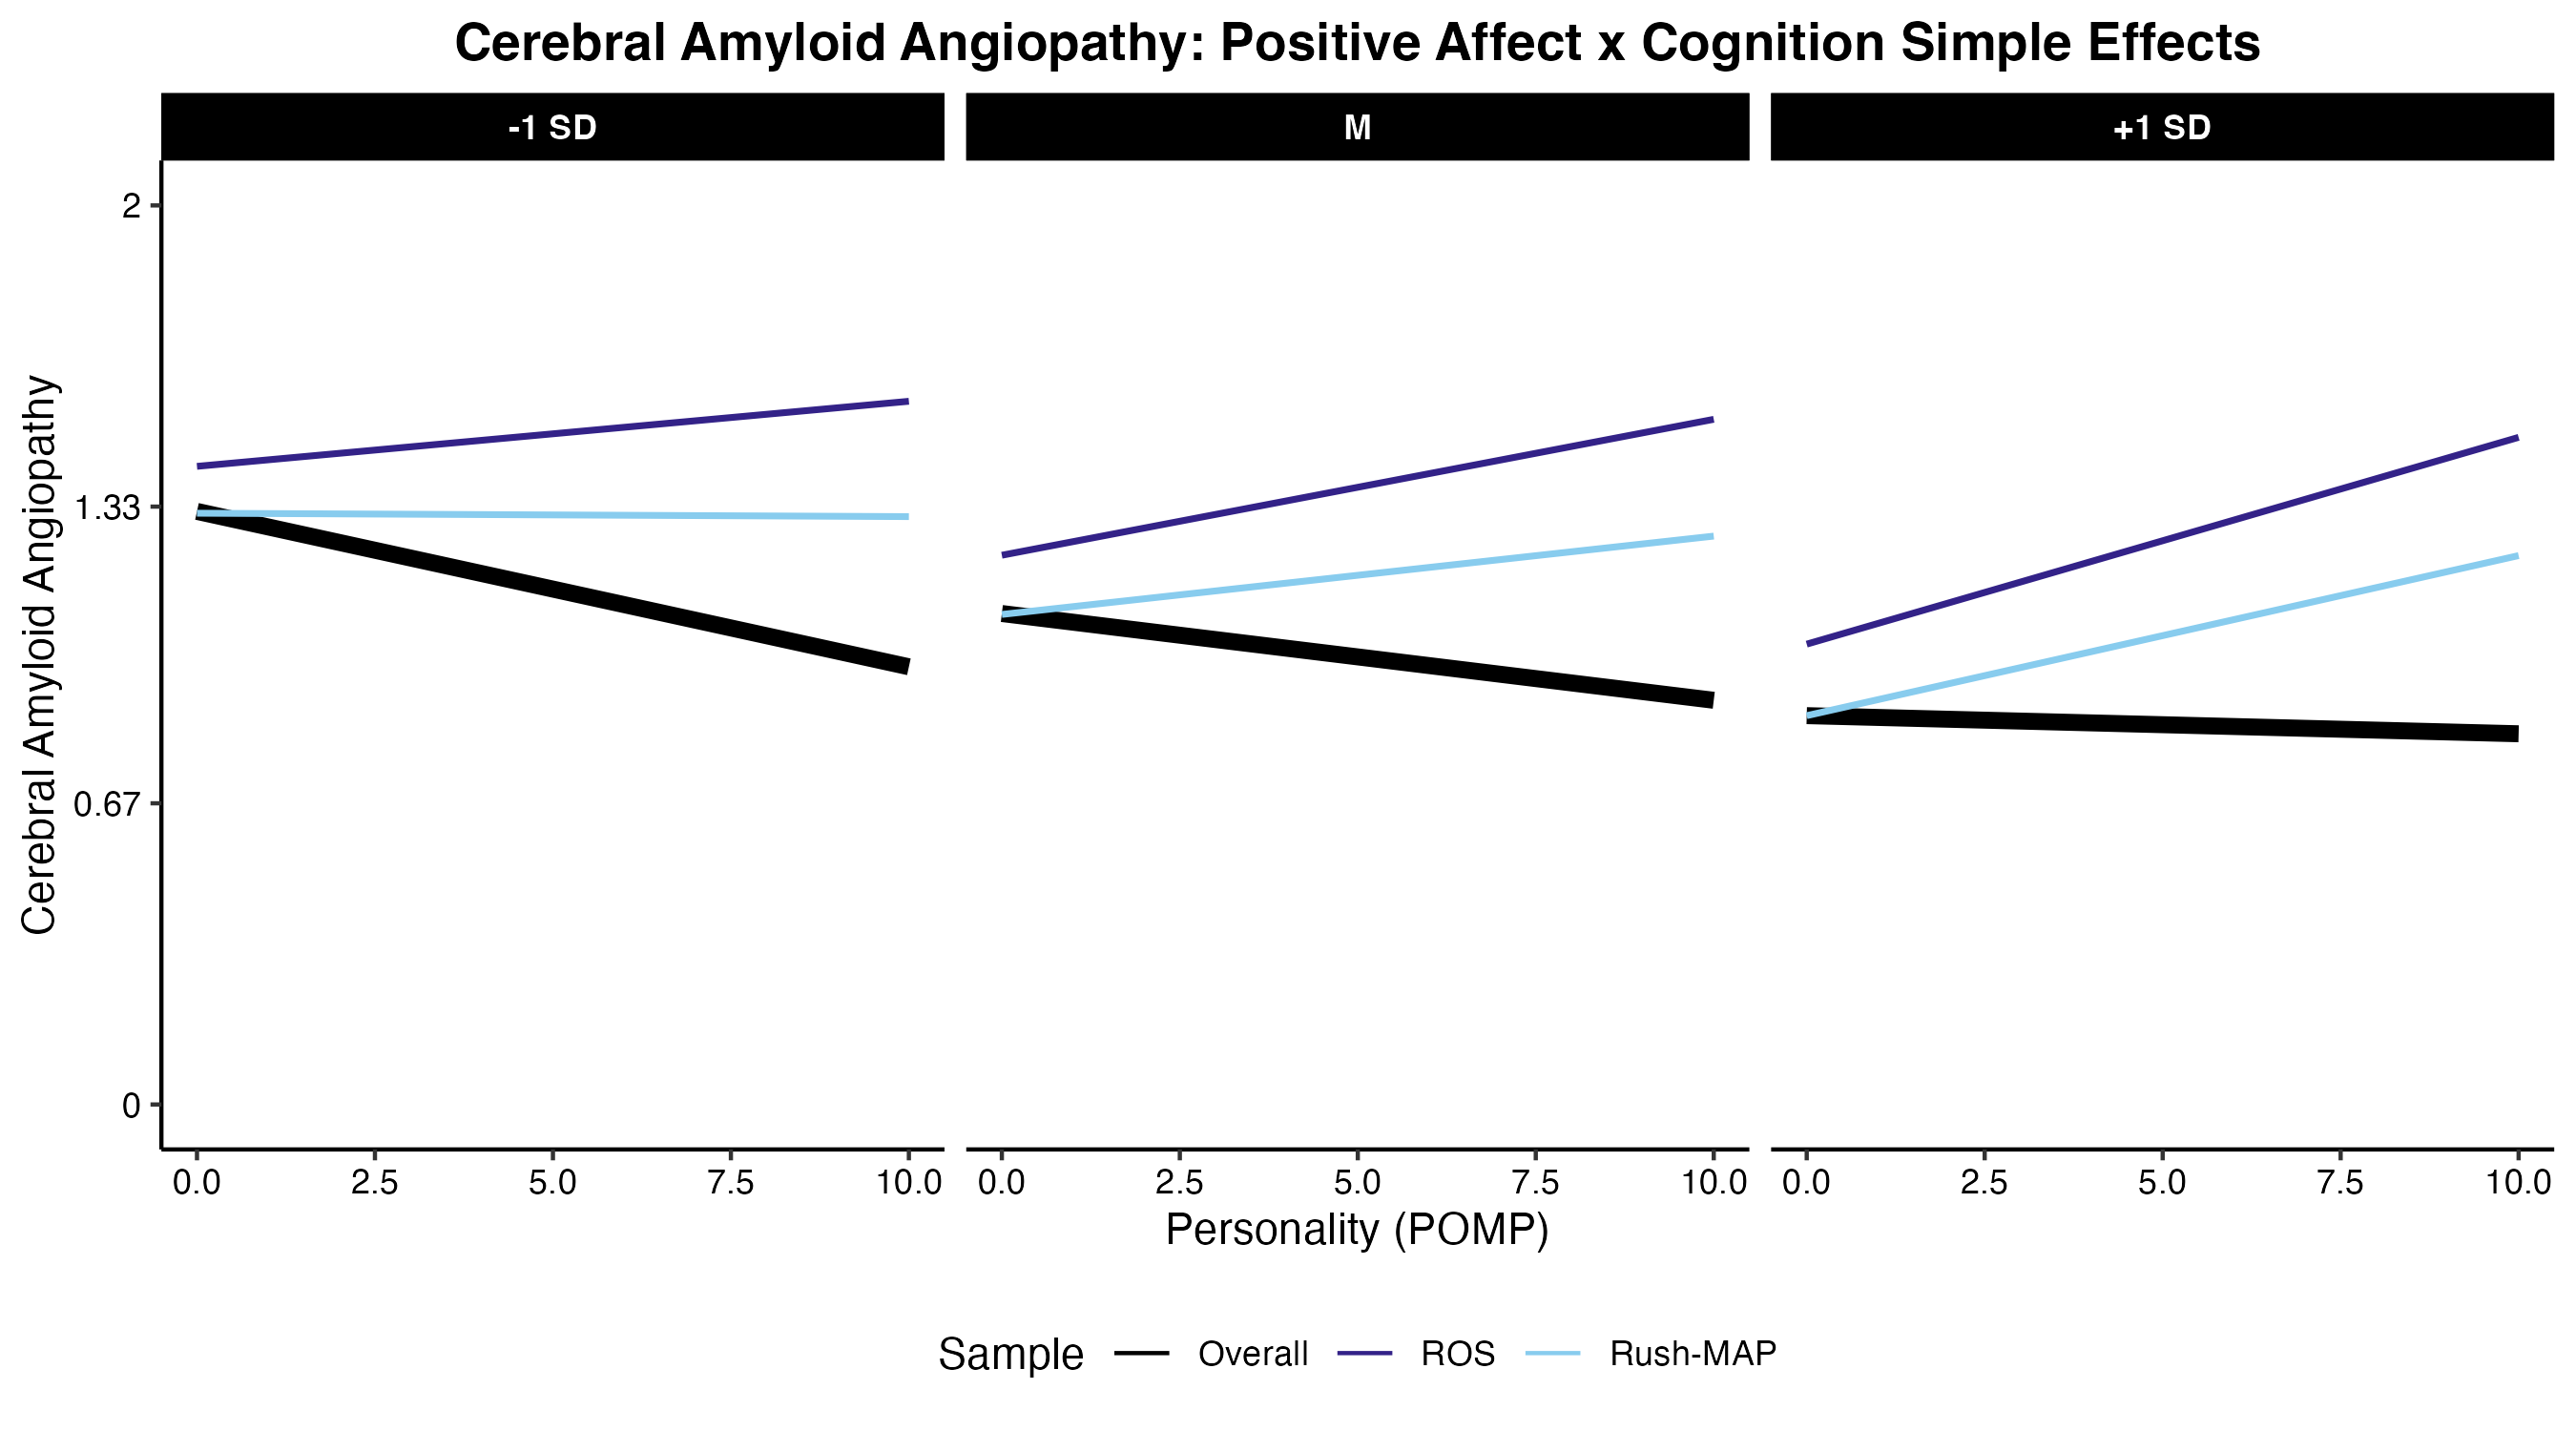 Cerebral Amyloid Angiopathy: Positive Affect x Cognition Simple Effects
-1 SD
M
+1 SD
Cerebral Amyloid Angiopathy
2
1.33
0.67
0
0.0 2.5 5.0 7.5 10.0
0.0 2.5 5.0 7.5 10.0
0.0 2.5 5.0 7.5 10.0
Personality (POMP)
Sample Overall ROS Rush-MAP